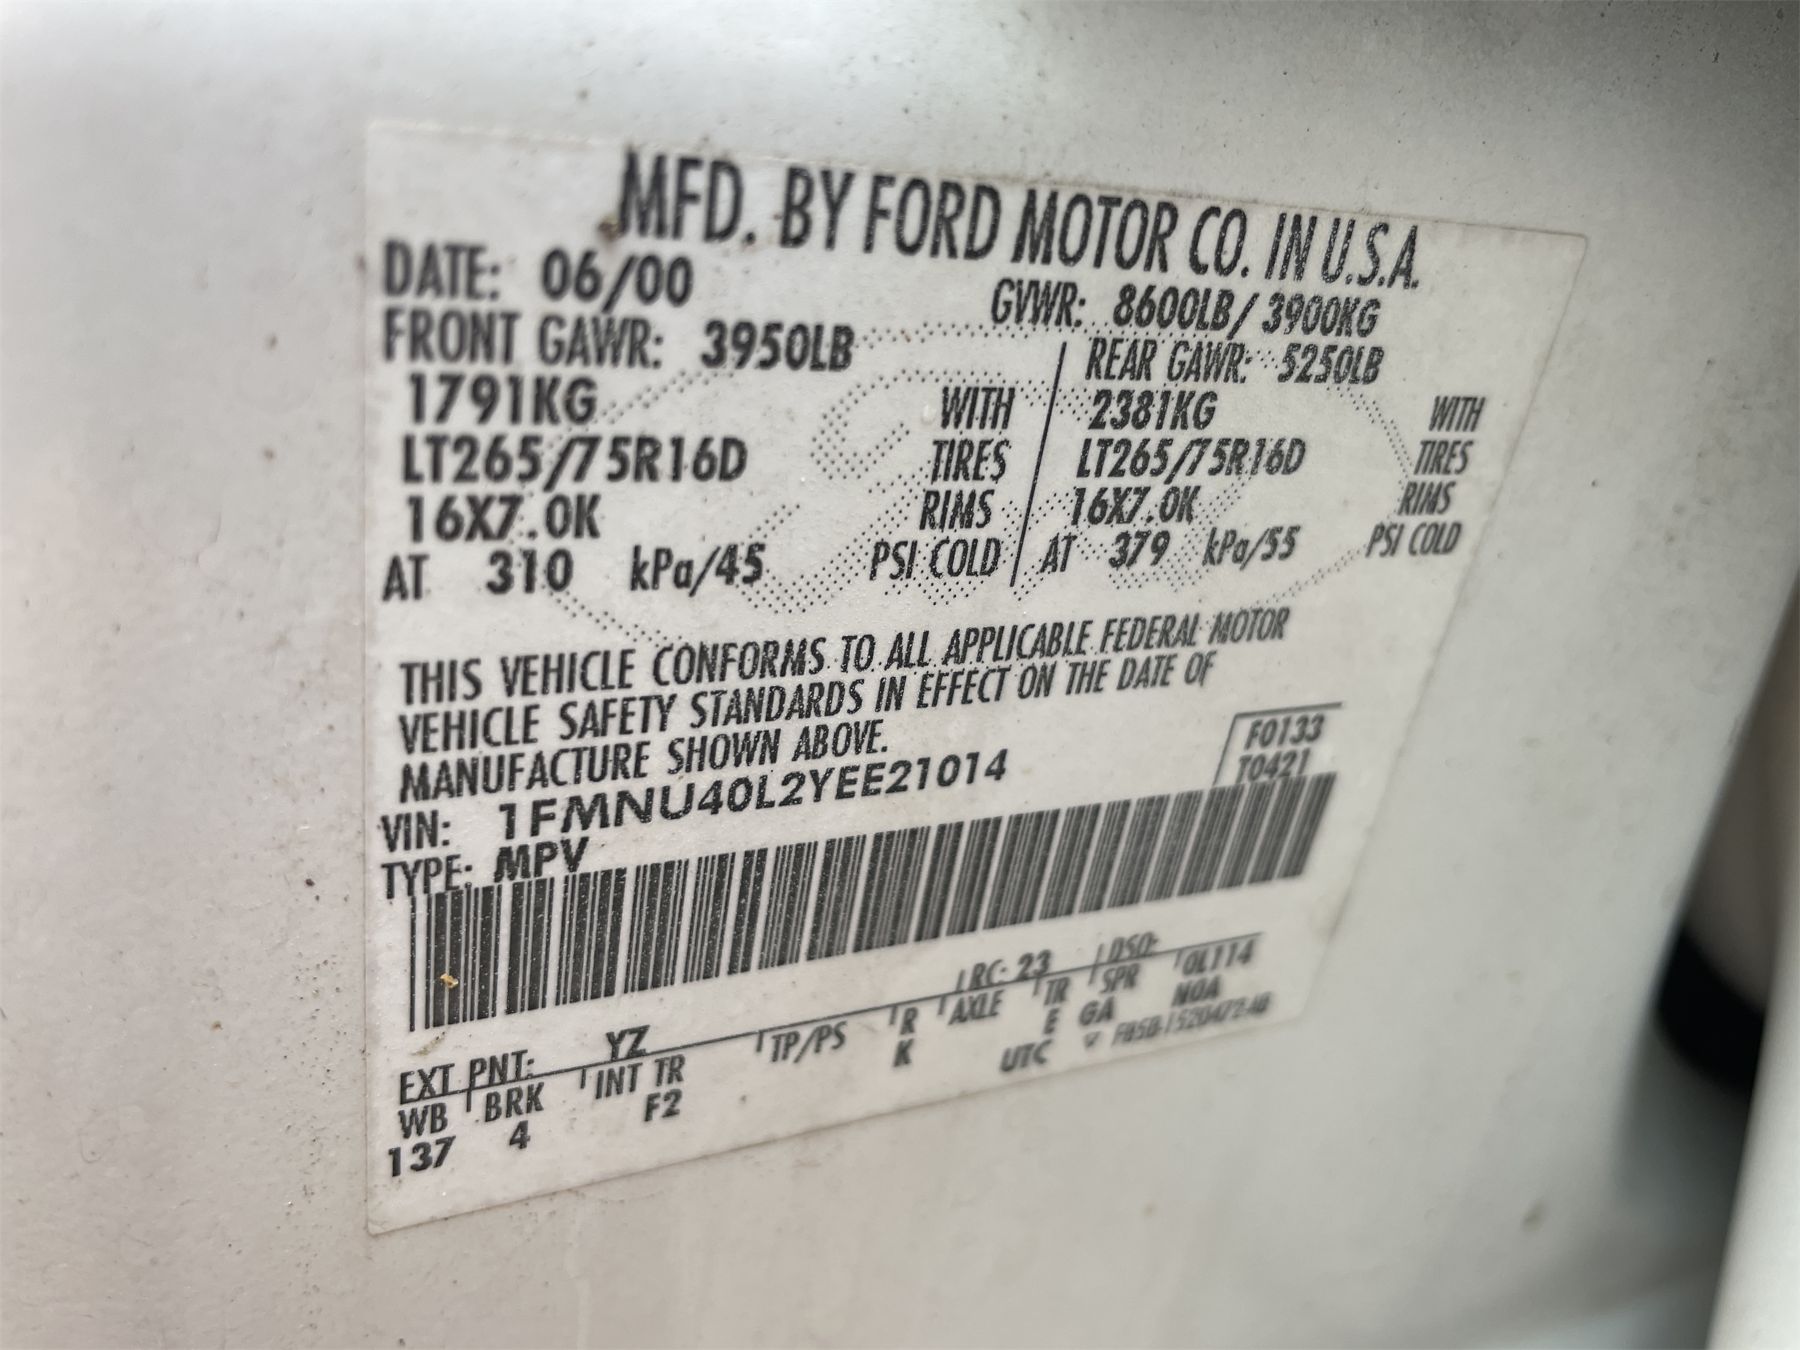 MFD. BY FORD MOTOR CO. IN U.S.A.
DATE: 06/00 GVWR: 8600LB/ 3900KG
FRONT GAWR: 3950LB REAR GAWR: 5250LB
1791KG WITH 2381KG WITH
LT265/75R16D TIRES LT265/75R16D TIRES
16X7.0K RIMS 16X7.0K RIMS
AT 310 kPa/45 PSI COLD AT 379 kPa/55 PSI COLD
THIS VEHICLE CONFORMS TO ALL APPLICABLE FEDERAL MOTOR
VEHICLE SAFETY STANDARDS IN EFFECT ON THE DATE OF
MANUFACTURE SHOWN ABOVE.
F0133
VIN: 1FMNU40L2YEE21014
T0421
TYPE: MPV
EXT PNT: YZ RC: 23 DSO:
WB BRK INT TR TP/PS R AXLE TR SPR OL114
137 4 F2 K E GA NOA
UTC